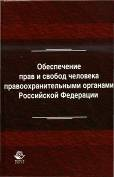 Обеспечение
прав и свобод человека
правоохранительными органами
Российской Федерации